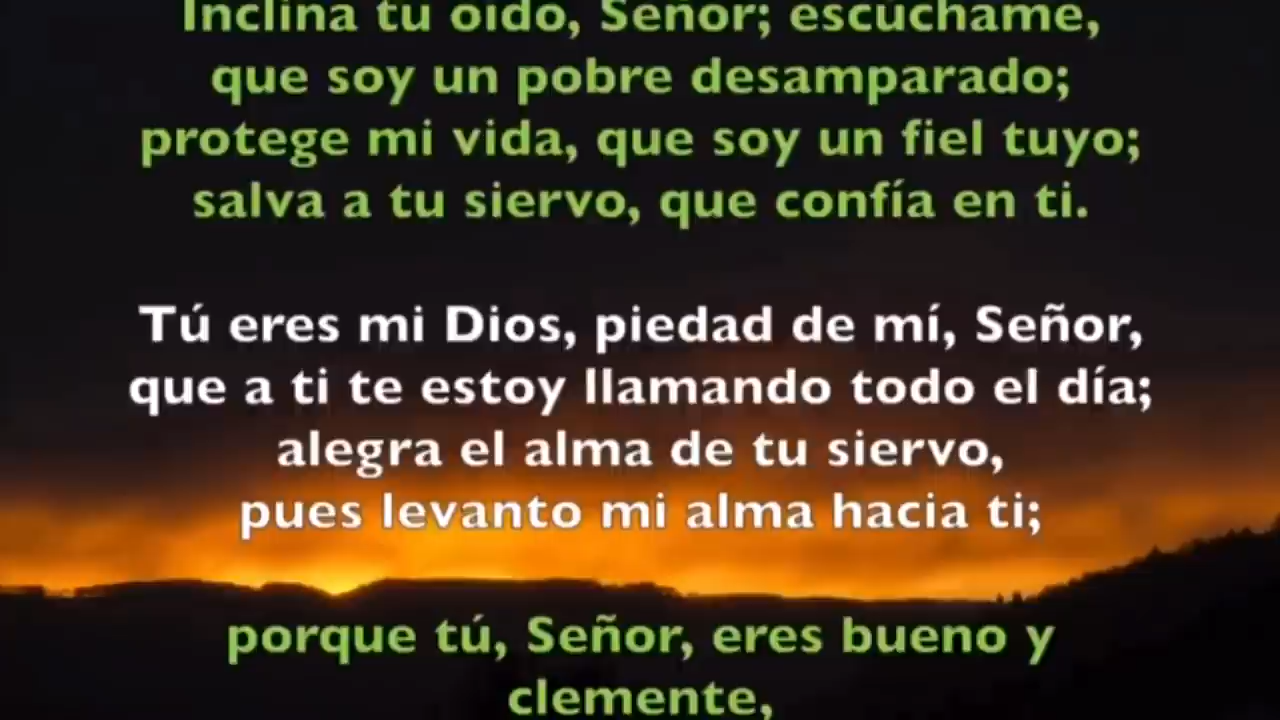 Inclina tu oído, Señor; escúchame,
que soy un pobre desamparado;
protege mi vida, que soy un fiel tuyo;
salva a tu siervo, que confía en ti.
Tú eres mi Dios, piedad de mí, Señor,
que a ti te estoy llamando todo el día;
alegra el alma de tu siervo,
pues levanto mi alma hacia ti;
porque tú, Señor, eres bueno y
clemente,